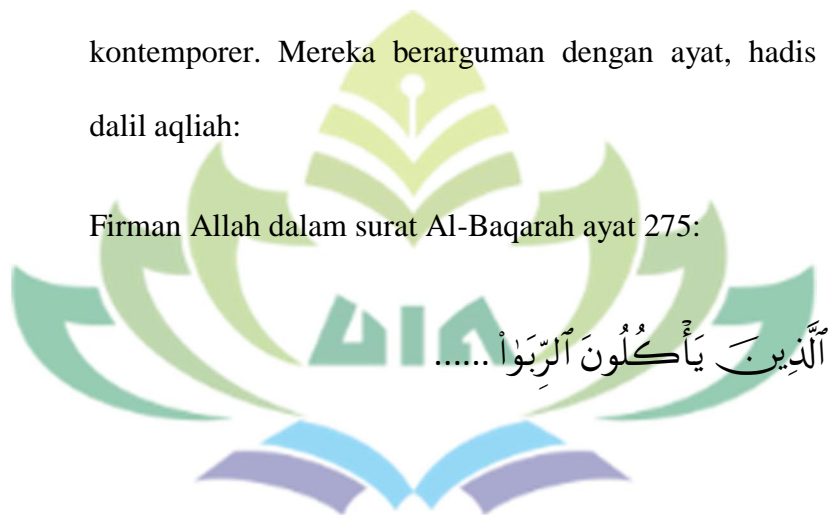 kontemporer. Mereka berarguman dengan ayat, hadis
dalil aqliah:
Firman Allah dalam surat Al-Baqarah ayat 275:
ٱلَّذِينَ يَأْكُلُونَ ٱلرِّبَوٰا۟ ......
UIN